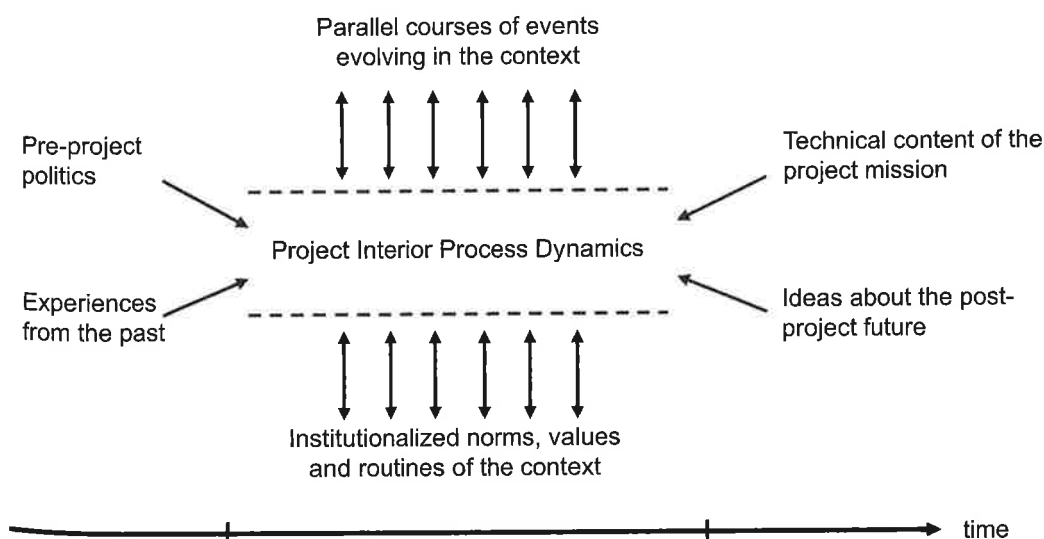 Parallel courses of events
evolving in the context
Pre-project
politics
Technical content of the
project mission
Project Interior Process Dynamics
Experiences
from the past
Ideas about the post-
project future
Institutionalized norms, values
and routines of the context
time